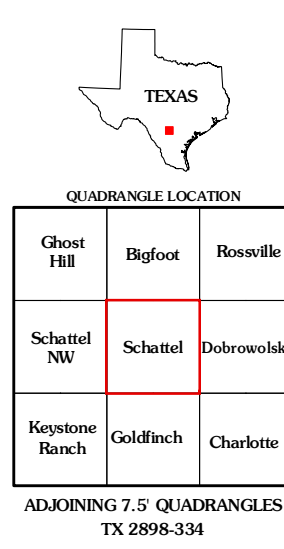 TEXAS
QUADRANGLE LOCATION
Ghost Hill
Bigfoot
Rossville
Schattel NW
Schattel
Dobrowolsk
Keystone Ranch
Goldfinch
Charlotte
ADJOINING 7.5' QUADRANGLES
TX 2898-334